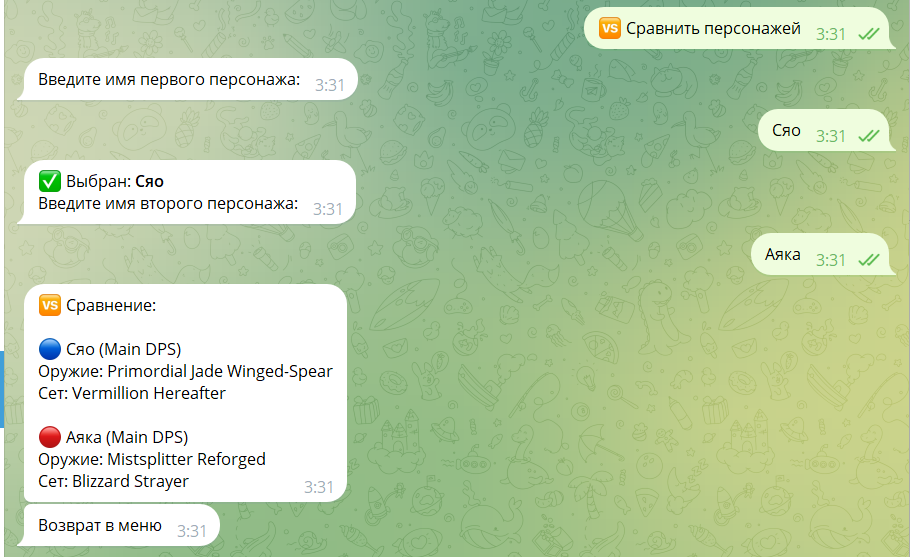 🆚 Сравнить персонажей 3:31
Введите имя первого персонажа: 3:31
Сяо 3:31
✅ Выбран: Сяо
Введите имя второго персонажа: 3:31
Аяка 3:31
🆚 Сравнение:
🔵 Сяо (Main DPS)
Оружие: Primordial Jade Winged-Spear
Сет: Vermillion Hereafter
🔴 Аяка (Main DPS)
Оружие: Mistsplitter Reforged
Сет: Blizzard Strayer 3:31
Возврат в меню 3:31